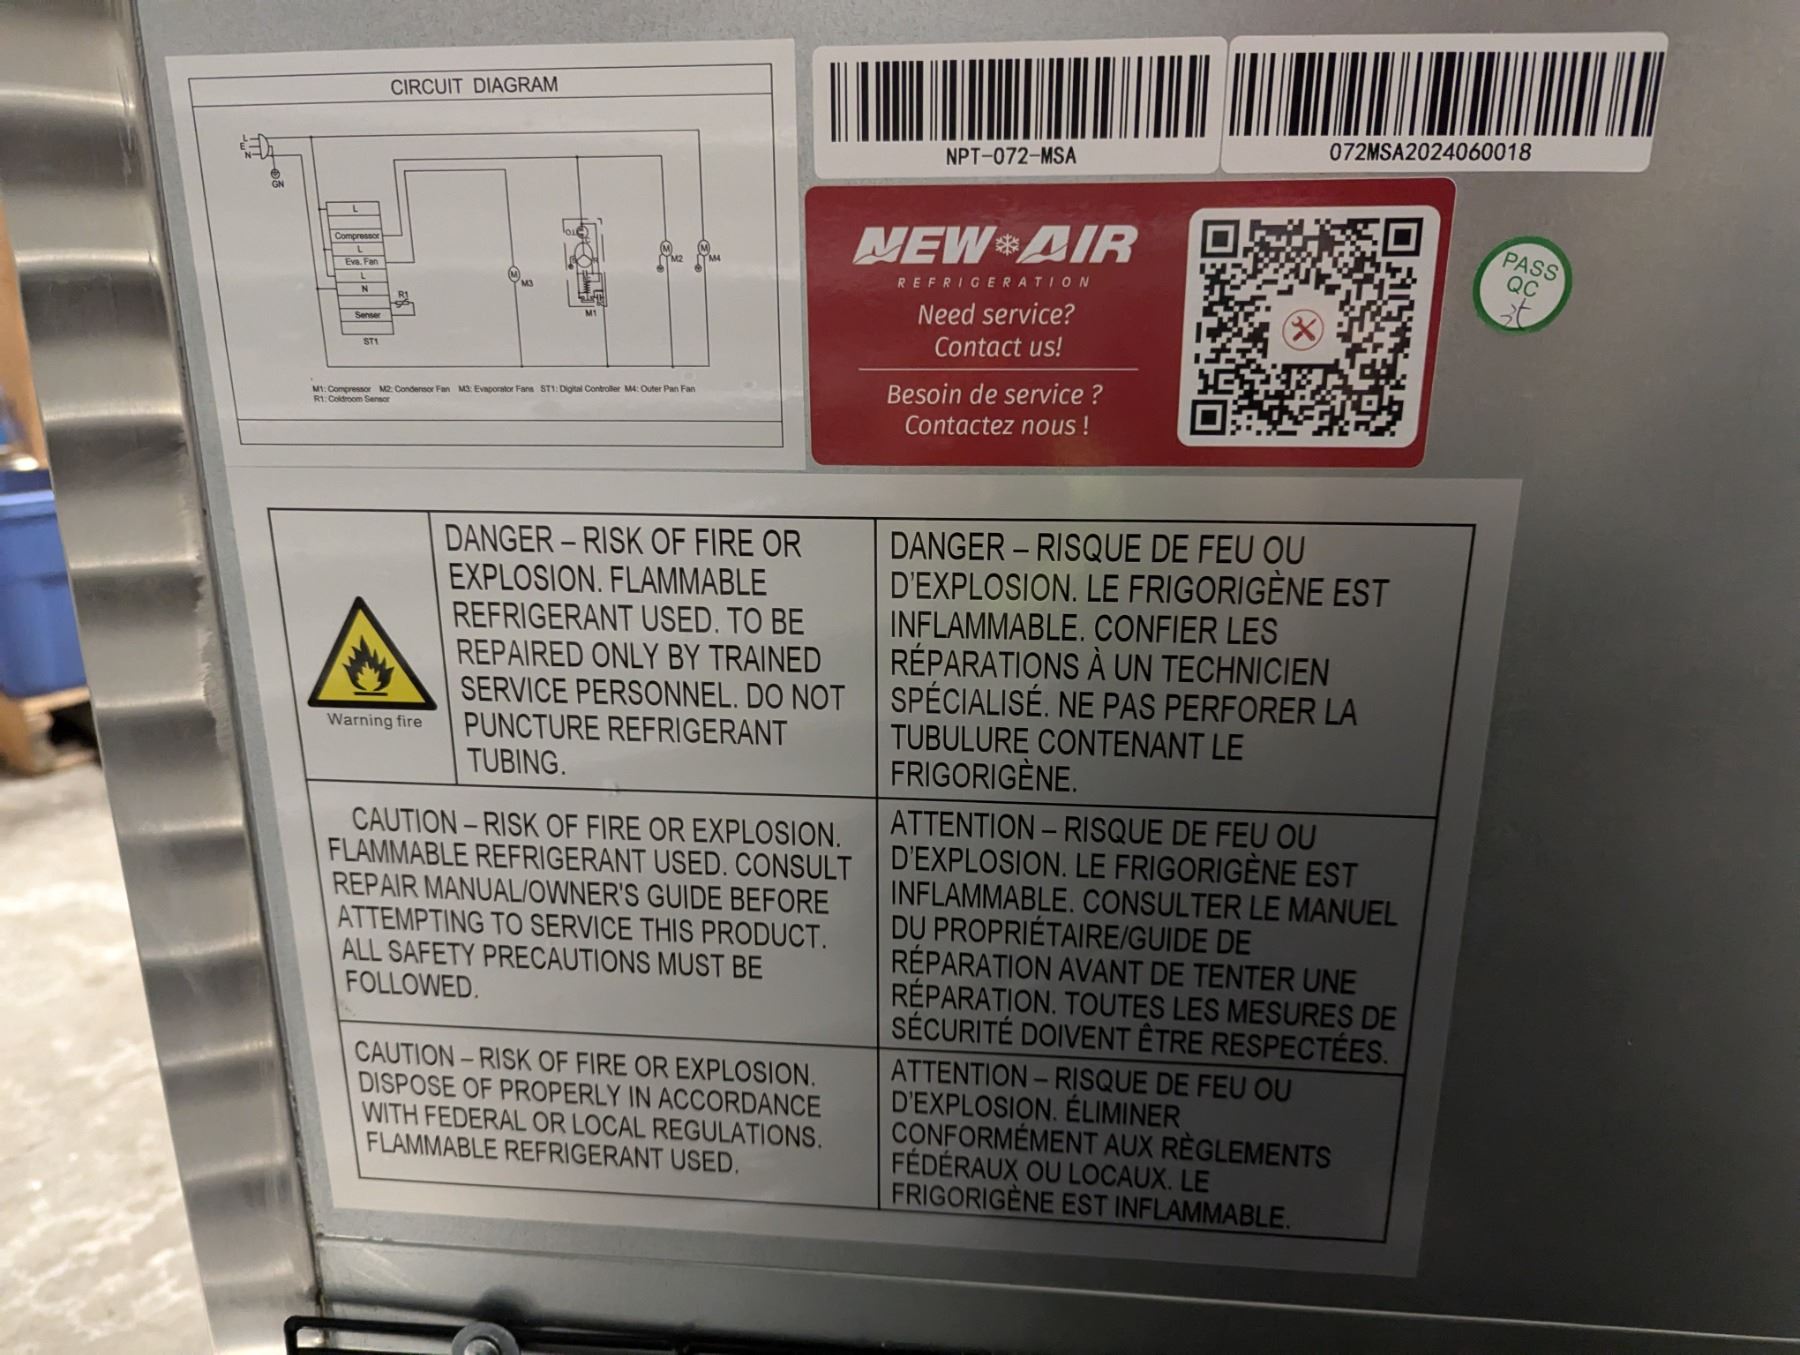 CIRCUIT DIAGRAM
L
E
N
GN
L
Compressor
L
Eva. Fan
L
N
Senser
R1
ST1
M
M3
M1
M
M2
M
M4
M1: Compressor M2: Condensor Fan M3: Evaporator Fans ST1: Digital Controller M4: Outer Pan Fan
R1: Coldroom Sensor
NPT-072-MSA
072MSA2024060018
NEW AIR
REFRIGERATION
Need service?
Contact us!
Besoin de service ?
Contactez nous !
PASS
QC
DANGER – RISK OF FIRE OR
EXPLOSION. FLAMMABLE
REFRIGERANT USED. TO BE
REPAIRED ONLY BY TRAINED
SERVICE PERSONNEL. DO NOT
PUNCTURE REFRIGERANT
TUBING.
Warning fire
DANGER – RISQUE DE FEU OU
D'EXPLOSION. LE FRIGORIGÈNE EST
INFLAMMABLE. CONFIER LES
RÉPARATIONS À UN TECHNICIEN
SPÉCIALISÉ. NE PAS PERFORER LA
TUBULURE CONTENANT LE
FRIGORIGÈNE.
CAUTION – RISK OF FIRE OR EXPLOSION.
FLAMMABLE REFRIGERANT USED. CONSULT
REPAIR MANUAL/OWNER'S GUIDE BEFORE
ATTEMPTING TO SERVICE THIS PRODUCT.
ALL SAFETY PRECAUTIONS MUST BE
FOLLOWED.
ATTENTION – RISQUE DE FEU OU
D'EXPLOSION. LE FRIGORIGÈNE EST
INFLAMMABLE. CONSULTER LE MANUEL
DU PROPRIÉTAIRE/GUIDE DE
RÉPARATION AVANT DE TENTER UNE
RÉPARATION. TOUTES LES MESURES DE
SÉCURITÉ DOIVENT ÊTRE RESPECTÉES.
CAUTION – RISK OF FIRE OR EXPLOSION.
DISPOSE OF PROPERLY IN ACCORDANCE
WITH FEDERAL OR LOCAL REGULATIONS.
FLAMMABLE REFRIGERANT USED.
ATTENTION – RISQUE DE FEU OU
D'EXPLOSION. ÉLIMINER
CONFORMÉMENT AUX RÈGLEMENTS
FÉDÉRAUX OU LOCAUX. LE
FRIGORIGÈNE EST INFLAMMABLE.